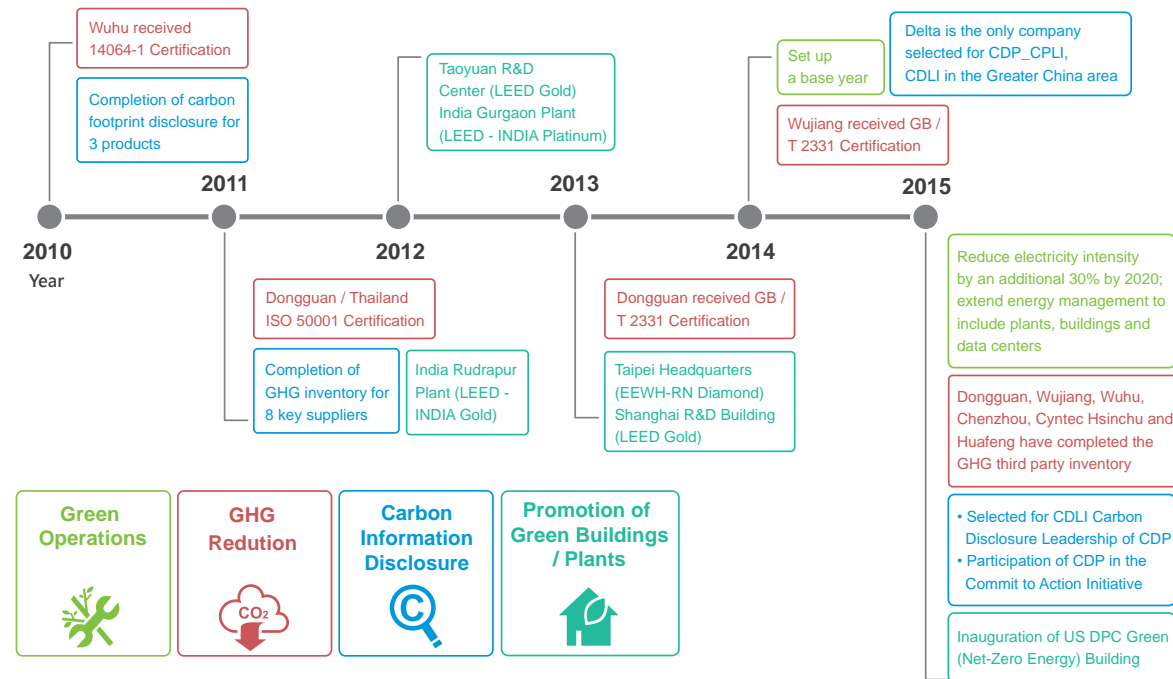 Wuhu received
14064-1 Certification
Completion of carbon
footprint disclosure for
3 products
Taoyuan R&D
Center (LEED Gold)
India Gurgaon Plant
(LEED - INDIA Platinum)
Set up
a base year
Delta is the only company
selected for CDP_CPLI,
CDLI in the Greater China area
Wujiang received GB /
T 2331 Certification
2011
2013
2015
2010
Year
2012
2014
Dongguan / Thailand
ISO 50001 Certification
Completion of
GHG inventory for
8 key suppliers
India Rudrapur
Plant (LEED -
INDIA Gold)
Dongguan received GB /
T 2331 Certification
Taipei Headquarters
(EEWH-RN Diamond)
Shanghai R&D Building
(LEED Gold)
Reduce electricity intensity
by an additional 30% by 2020;
extend energy management to
include plants, buildings and
data centers
Dongguan, Wujiang, Wuhu,
Chenzhou, Cyntec Hsinchu and
Huafeng have completed the
GHG third party inventory
• Selected for CDLI Carbon
Disclosure Leadership of CDP
• Participation of CDP in the
Commit to Action Initiative
Inauguration of US DPC Green
(Net-Zero Energy) Building
Green
Operations
GHG
Redution
CO2
Carbon
Information
Disclosure
C
Promotion of
Green Buildings
/ Plants